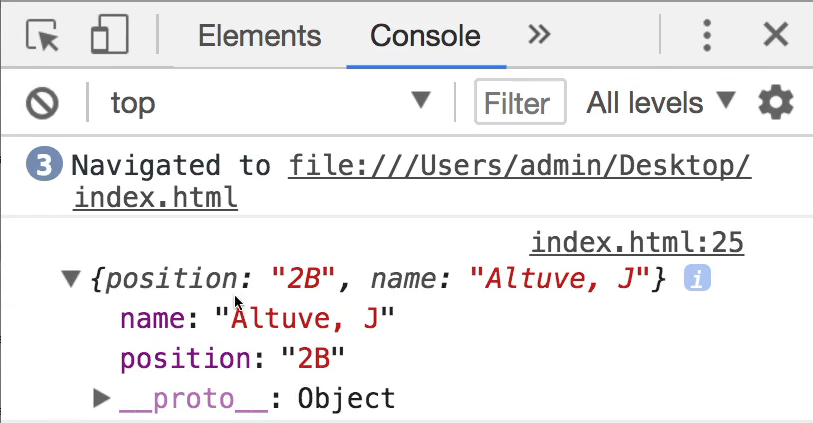 Elements Console »
top Filter All levels
3 Navigated to file:///Users/admin/Desktop/
index.html
index.html:25
{position: "2B", name: "Altuve, J"} i
name: "Altuve, J"
position: "2B"
__proto__: Object